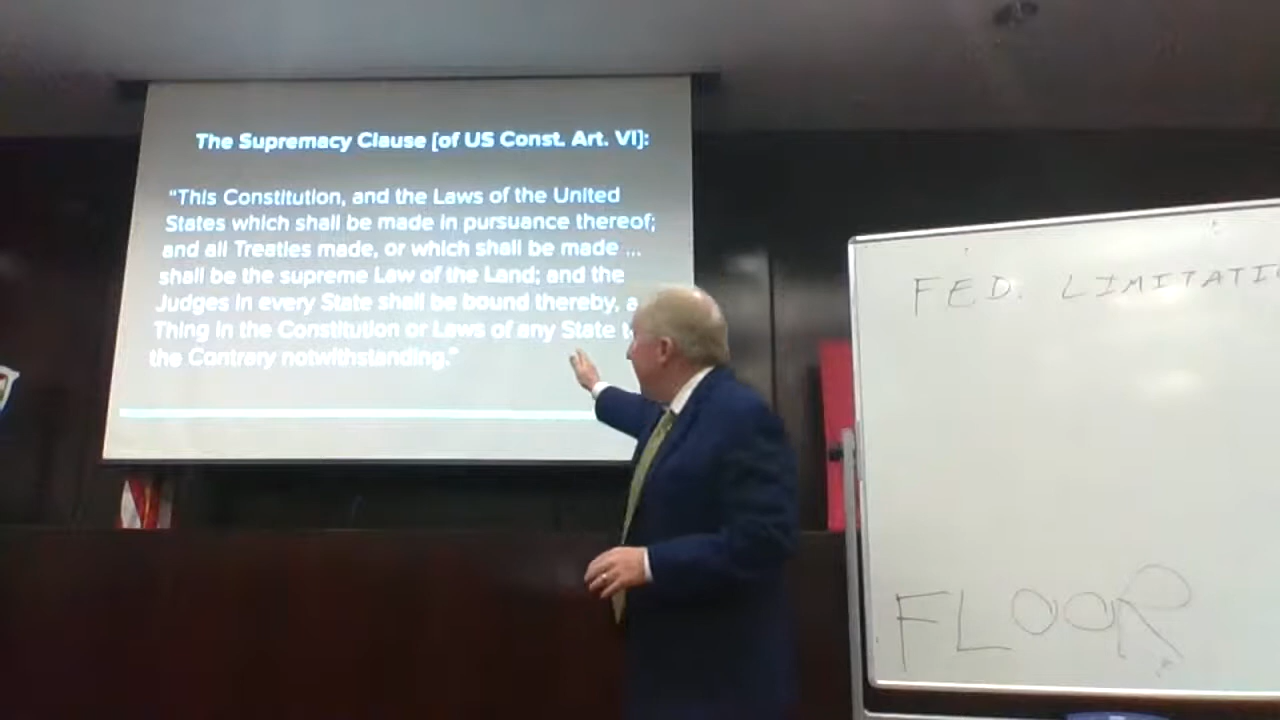 The Supremacy Clause [of US Const. Art. VI]:
"This Constitution, and the Laws of the United
States which shall be made in pursuance thereof;
and all Treaties made, or which shall be made ...
shall be the supreme Law of the Land; and the
Judges in every State shall be bound thereby, a
Thing in the Constitution or Laws of any State t
the Contrary notwithstanding."
FED. LIMITATI
FLOOR